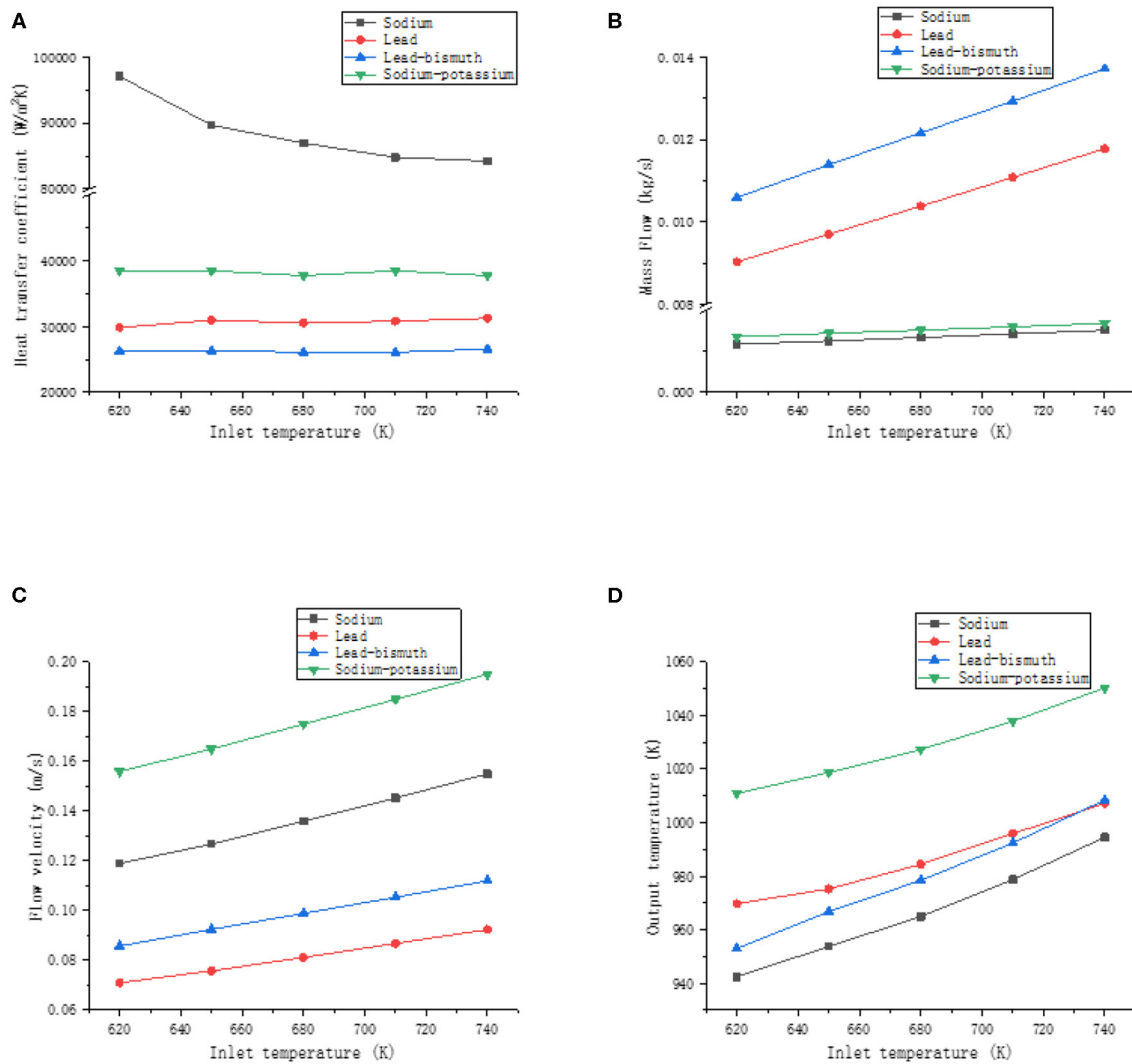 A
Sodium
Lead
Lead-bismuth
Sodium-potassium
100000
90000
80000
40000
30000
20000
Heat transfer coefficient (W/m²K)
620 640 660 680 700 720 740
Inlet temperature (K)
B
Sodium
Lead
Lead-bismuth
Sodium-potassium
0.014
0.012
0.010
0.008
0.000
Mass Flow (kg/s)
620 640 660 680 700 720 740
Inlet temperature (K)
C
Sodium
Lead
Lead-bismuth
Sodium-potassium
0.20
0.18
0.16
0.14
0.12
0.10
0.08
0.06
Flow velocity (m/s)
620 640 660 680 700 720 740
Inlet temperature (K)
D
Sodium
Lead
Lead-bismuth
Sodium-potassium
1060
1040
1020
1000
980
960
940
Output temperature (K)
620 640 660 680 700 720 740
Inlet temperature (K)